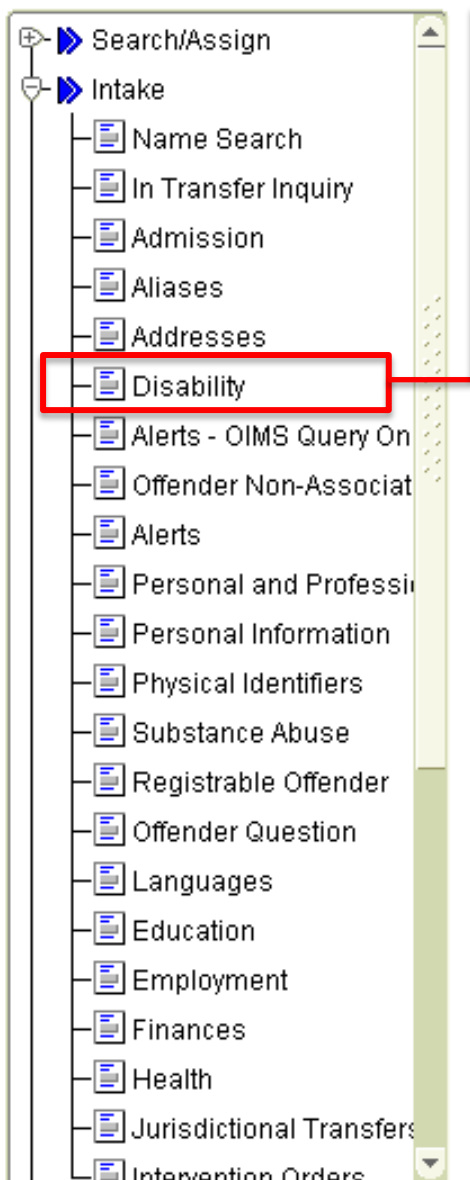 Search/Assign
Intake
Name Search
In Transfer Inquiry
Admission
Aliases
Addresses
Disability
Alerts - OIMS Query On
Offender Non-Associat
Alerts
Personal and Professi
Personal Information
Physical Identifiers
Substance Abuse
Registrable Offender
Offender Question
Languages
Education
Employment
Finances
Health
Jurisdictional Transfers
Intervention Orders